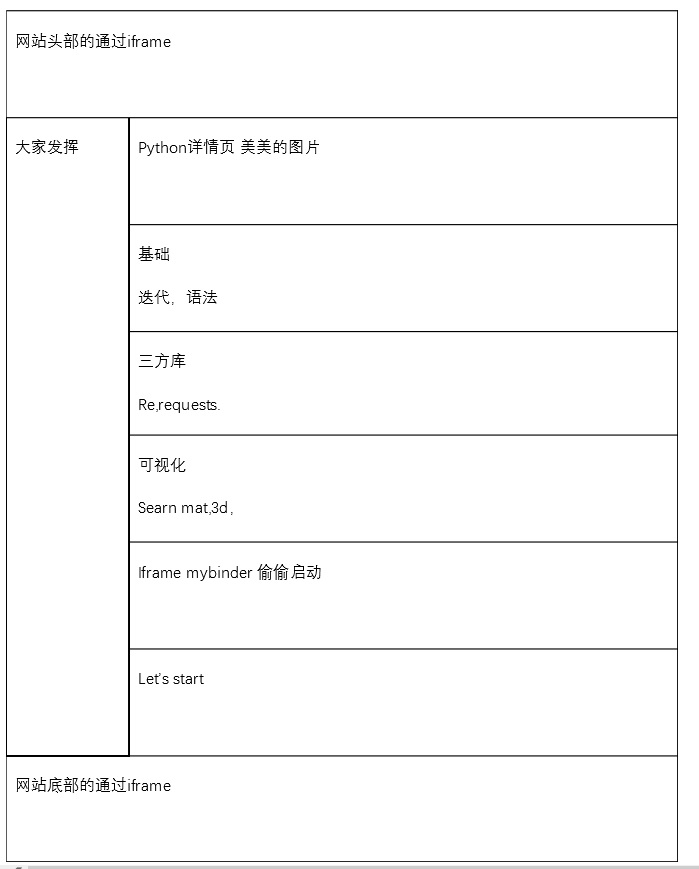 网站头部的通过iframe
大家发挥
Python详情页 美美的图片
基础
迭代，语法
三方库
Re,requests.
可视化
Searn mat,3d，
Iframe mybinder 偷偷启动
Let's start
网站底部的通过iframe